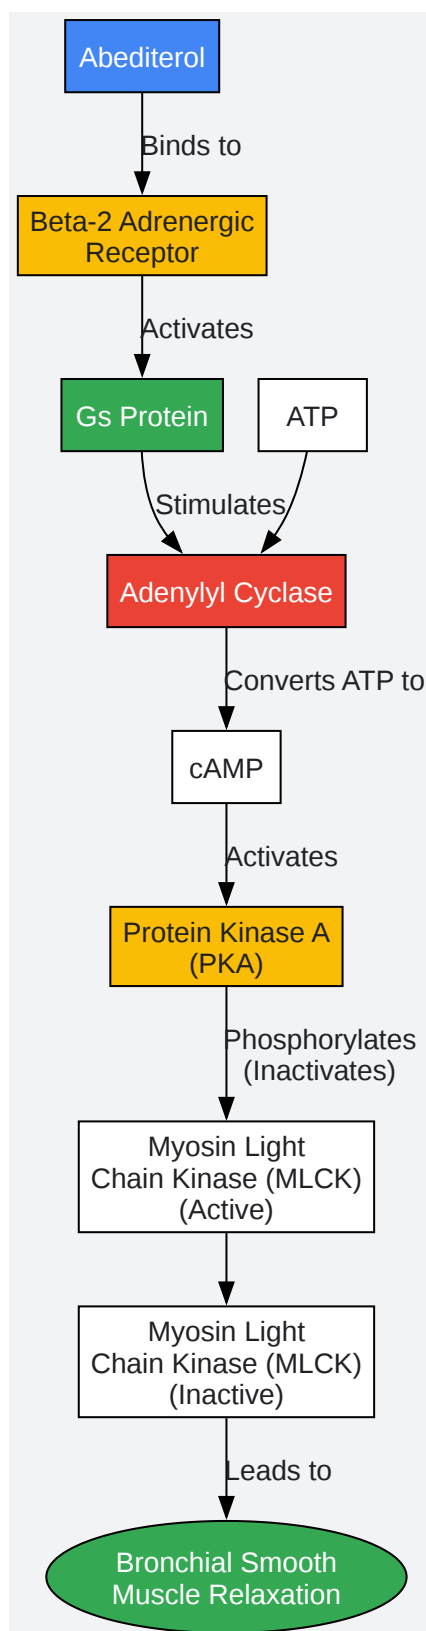 Abediterol
Binds to
Beta-2 Adrenergic
Receptor
Activates
Gs Protein
ATP
Stimulates
Adenylyl Cyclase
Converts ATP to
cAMP
Activates
Protein Kinase A
(PKA)
Phosphorylates
(Inactivates)
Myosin Light
Chain Kinase (MLCK)
(Active)
Myosin Light
Chain Kinase (MLCK)
(Inactive)
Leads to
Bronchial Smooth
Muscle Relaxation